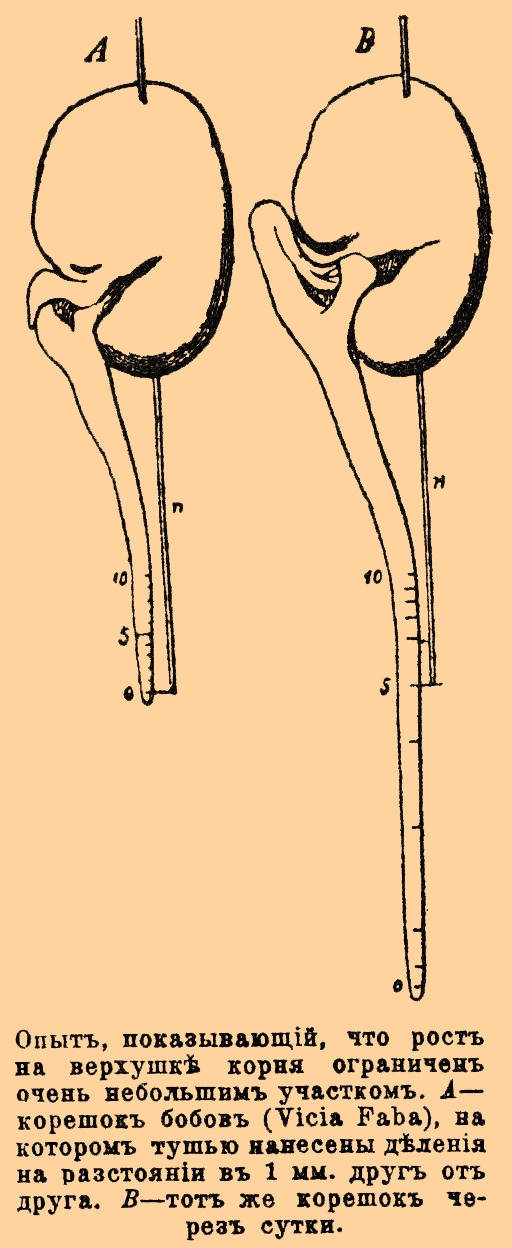 A
B
n
n
10
5
0
10
5
0
Опытъ, показывающій, что ростъ
на верхушкѣ корня ограниченъ
очень небольшимъ участкомъ. A—
корешокъ бобовъ (Vicia Faba), на
которомъ тушью нанесены дѣленія
на разстояніи въ 1 мм. другъ отъ
друга. B—тотъ же корешокъ че-
резъ сутки.